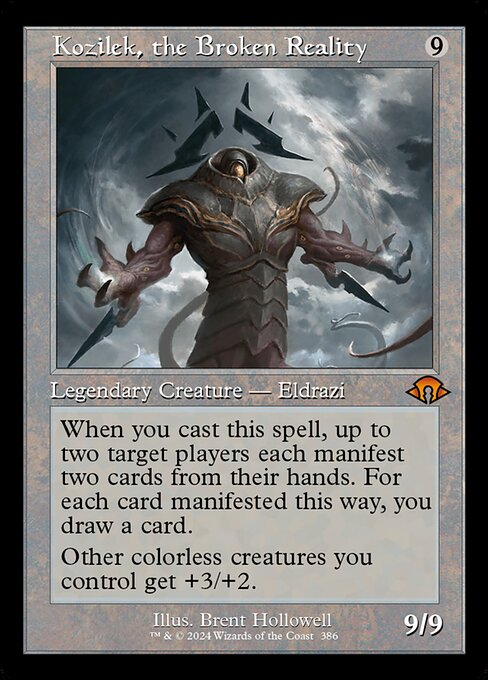 Kozilek, the Broken Reality 9
Legendary Creature — Eldrazi
When you cast this spell, up to
two target players each manifest
two cards from their hands. For
each card manifested this way, you
draw a card.
Other colorless creatures you
control get +3/+2.
Illus. Brent Hollowell
™ & © 2024 Wizards of the Coast 386
9/9